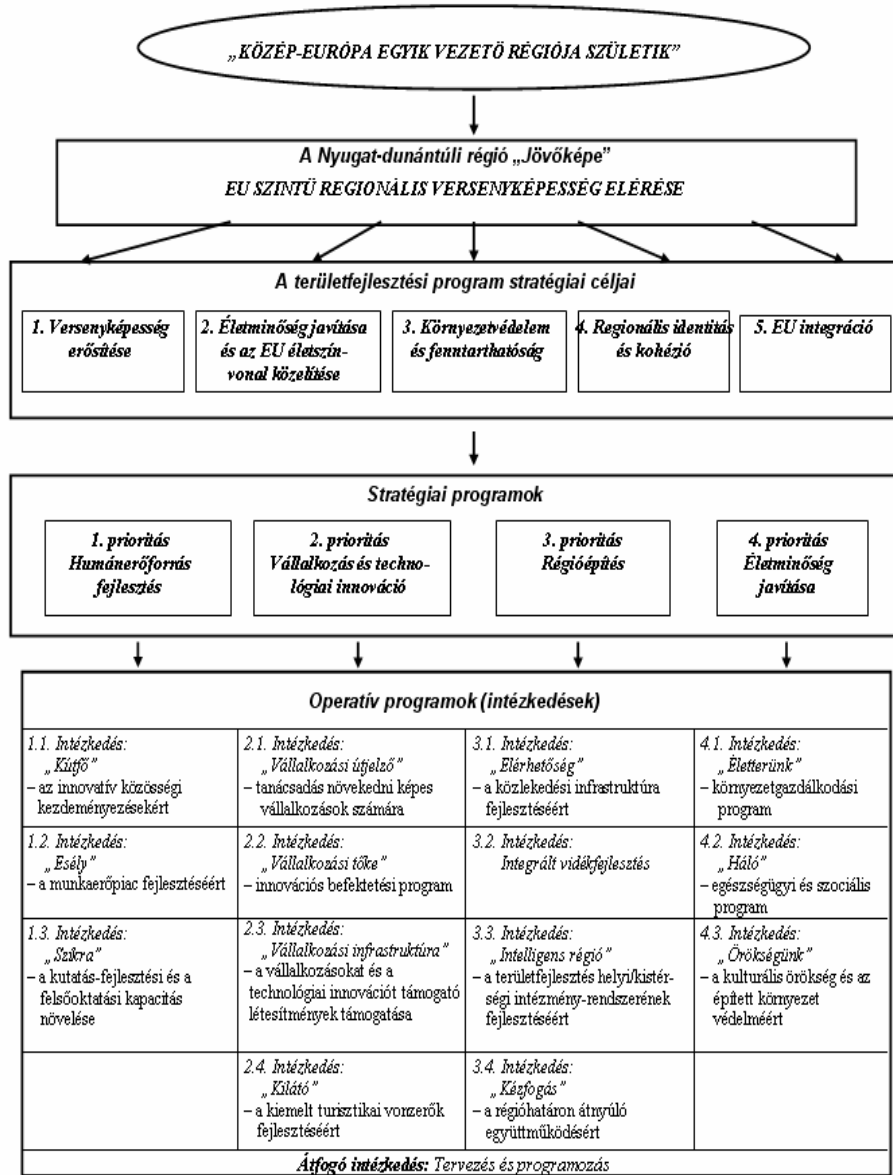 „KÖZÉP-EURÓPA EGYIK VEZETŐ RÉGIÓJA SZÜLETIK”
A Nyugat-dunántúli régió „Jövőképe”
EU SZINTŰ REGIONÁLIS VERSENYKÉPESSÉG ELÉRÉSE
A területfejlesztési program stratégiai céljai
1. Versenyképesség
erősítése
2. Életminőség javítása
és az EU életszín-
vonal közelítése
3. Környezetvédelem
és fenntarthatóság
4. Regionális identitás
és kohézió
5. EU integráció
Stratégiai programok
1. prioritás
Humánerőforrás
fejlesztés
2. prioritás
Vállalkozás és techno-
lógiai innováció
3. prioritás
Régióépítés
4. prioritás
Életminőség
javítása
Operatív programok (intézkedések)
1.1. Intézkedés:
„Kútfő”
– az innovatív közösségi
kezdeményezésekért
2.1. Intézkedés:
„Vállalkozási útjelző”
– tanácsadás növekedni képes
vállalkozások számára
3.1. Intézkedés:
„Elérhetőség”
– a közlekedési infrastruktúra
fejlesztéséért
4.1. Intézkedés:
„Életterünk”
– környezetgazdálkodási
program
1.2. Intézkedés:
„Esély”
– a munkaerőpiac fejlesztéséért
2.2. Intézkedés:
„Vállalkozási tőke”
– innovációs befektetési program
3.2. Intézkedés:
Integrált vidékfejlesztés
4.2. Intézkedés:
„Háló”
– egészségügyi és szociális
program
1.3. Intézkedés:
„Szikra”
– a kutatás-fejlesztési és a
felsőoktatási kapacitás
növelése
2.3. Intézkedés:
„Vállalkozási infrastruktúra”
– a vállalkozásokat és a
technológiai innovációt támogató
létesítmények támogatása
3.3. Intézkedés:
„Intelligens régió”
– a területfejlesztés helyi/kistér-
ségi intézmény-rendszerének
fejlesztéséért
4.3. Intézkedés:
„Örökségünk”
– a kulturális örökség és az
épített környezet
védelméért
2.4. Intézkedés:
„Kilátó”
– a kiemelt turisztikai vonzerők
fejlesztéséért
3.4. Intézkedés:
„Kézfogás”
– a régióhatáron átnyúló
együttműködésért
Átfogó intézkedés: Tervezés és programozás